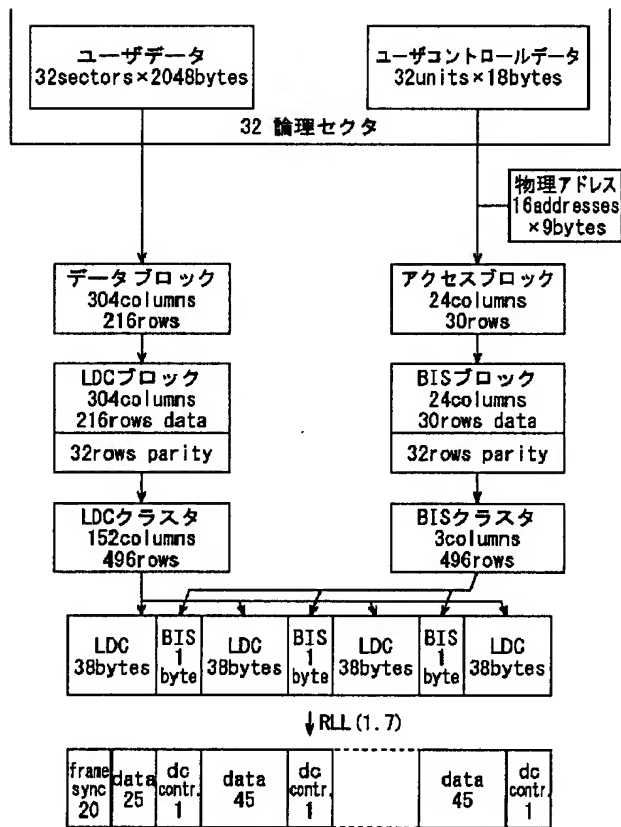 ユーザデータ
32sectors×2048bytes
ユーザコントロールデータ
32units×18bytes
32 論理セクタ
物理アドレス
16addresses
×9bytes
データブロック
304columns
216rows
アクセスブロック
24columns
30rows
LDCブロック
304columns
216rows data
32rows parity
BISブロック
24columns
30rows data
32rows parity
LDCクラスタ
152columns
496rows
BISクラスタ
3columns
496rows
LDC
38bytes
BIS
1
byte
LDC
38bytes
BIS
1
byte
LDC
38bytes
BIS
1
byte
LDC
38bytes
RLL(1.7)
frame
sync
20
data
25
dc
contr.
1
data
45
dc
contr.
1
data
45
dc
contr.
1